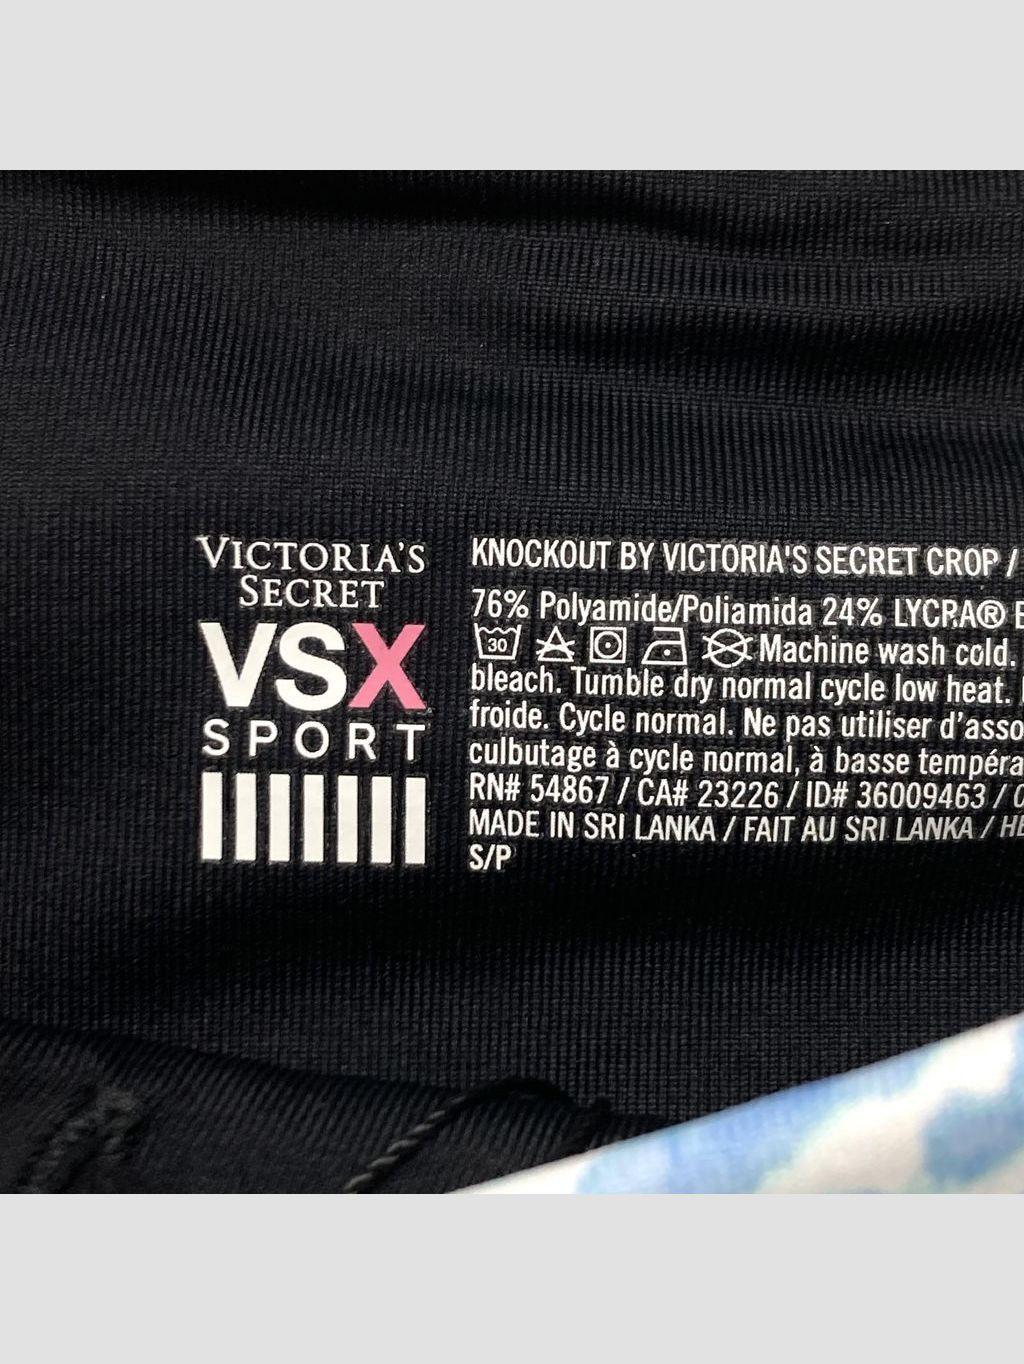 VICTORIA'S
SECRET
VSX
SPORT
KNOCKOUT BY VICTORIA'S SECRET CROP /
76% Polyamide/Poliamida 24% LYCRA®
30 Machine wash cold.
bleach. Tumble dry normal cycle low heat.
froide. Cycle normal. Ne pas utiliser
culbutage à cycle normal, à basse
RN# 54867 / CA# 23226 / ID# 36009463 /
MADE IN SRI LANKA / FAIT AU SRI LANKA /
S/P